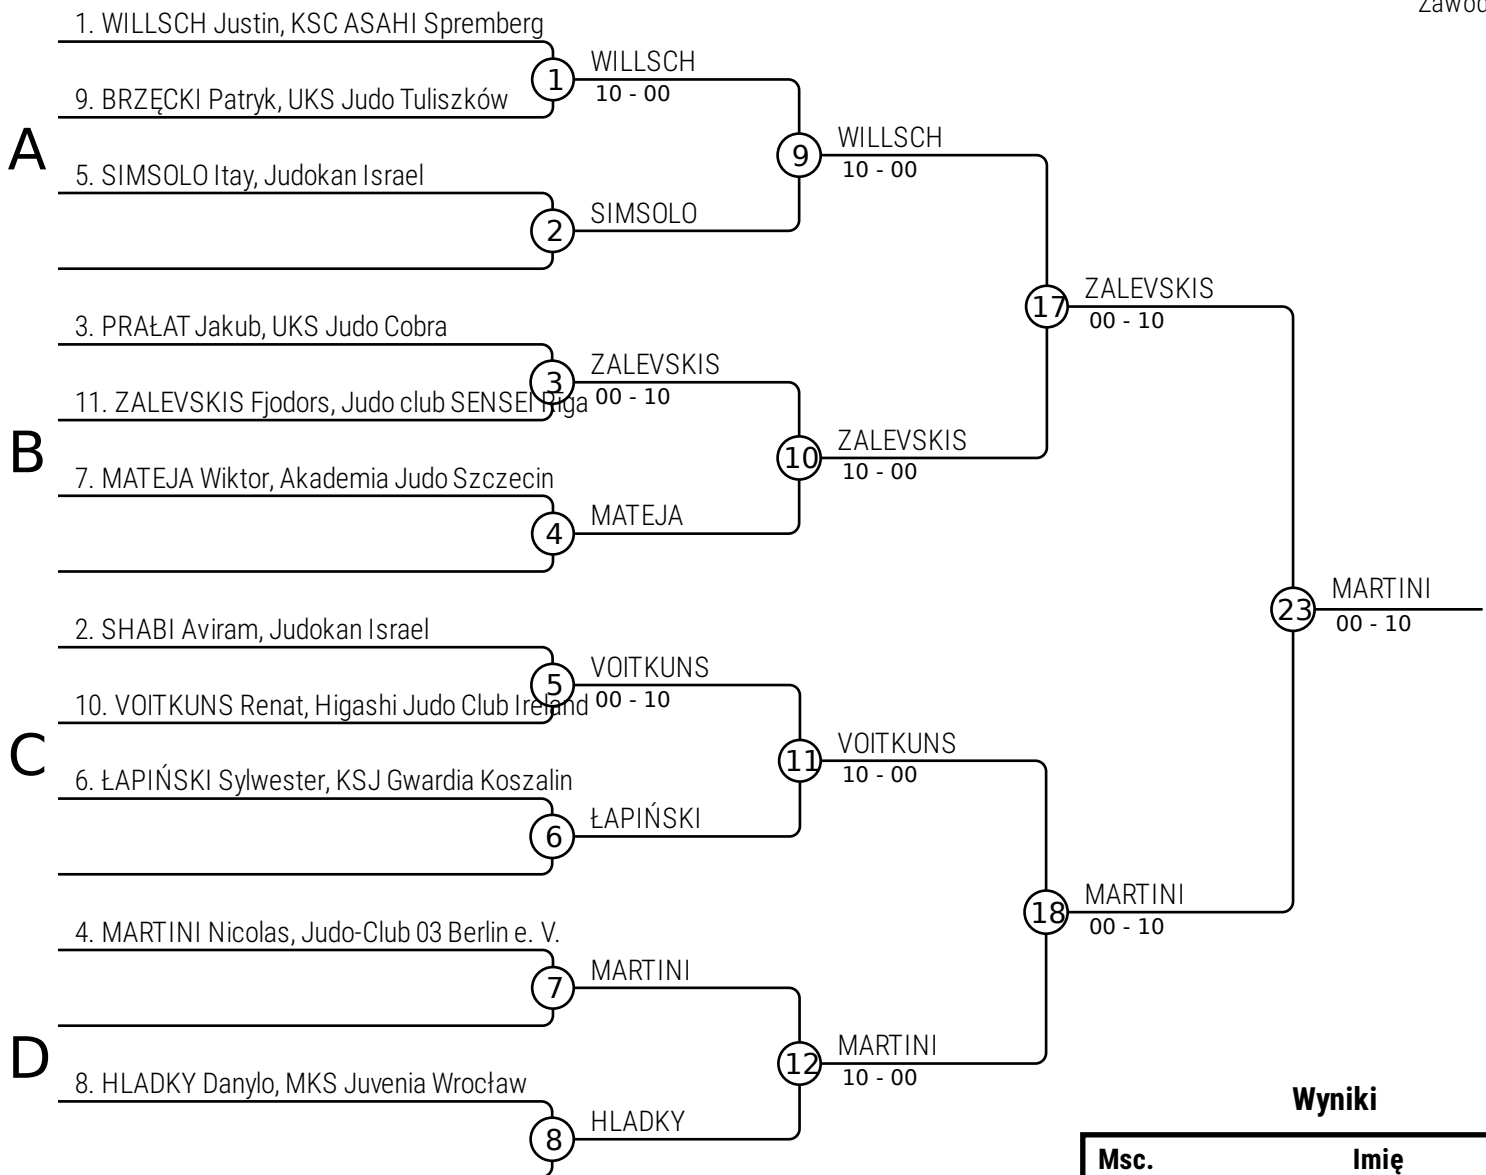 Zawod
1. WILLSCH Justin, KSC ASAHI Spremberg
1
WILLSCH
10 - 00
9. BRZĘCKI Patryk, UKS Judo Tuliszków
A
9
WILLSCH
10 - 00
5. SIMSOLO Itay, Judokan Israel
2
SIMSOLO
17
ZALEVSKIS
00 - 10
3. PRAŁAT Jakub, UKS Judo Cobra
3
ZALEVSKIS
00 - 10
11. ZALEVSKIS Fjodors, Judo club SENSEI Riga
B
10
ZALEVSKIS
10 - 00
7. MATEJA Wiktor, Akademia Judo Szczecin
4
MATEJA
23
MARTINI
00 - 10
2. SHABI Aviram, Judokan Israel
5
VOITKUNS
00 - 10
10. VOITKUNS Renat, Higashi Judo Club Ireland
C
11
VOITKUNS
10 - 00
6. ŁAPIŃSKI Sylwester, KSJ Gwardia Koszalin
6
ŁAPIŃSKI
18
MARTINI
00 - 10
4. MARTINI Nicolas, Judo-Club 03 Berlin e. V.
7
MARTINI
D
12
MARTINI
10 - 00
8. HLADKY Danylo, MKS Juvenia Wrocław
8
HLADKY
Wyniki
Msc. Imię